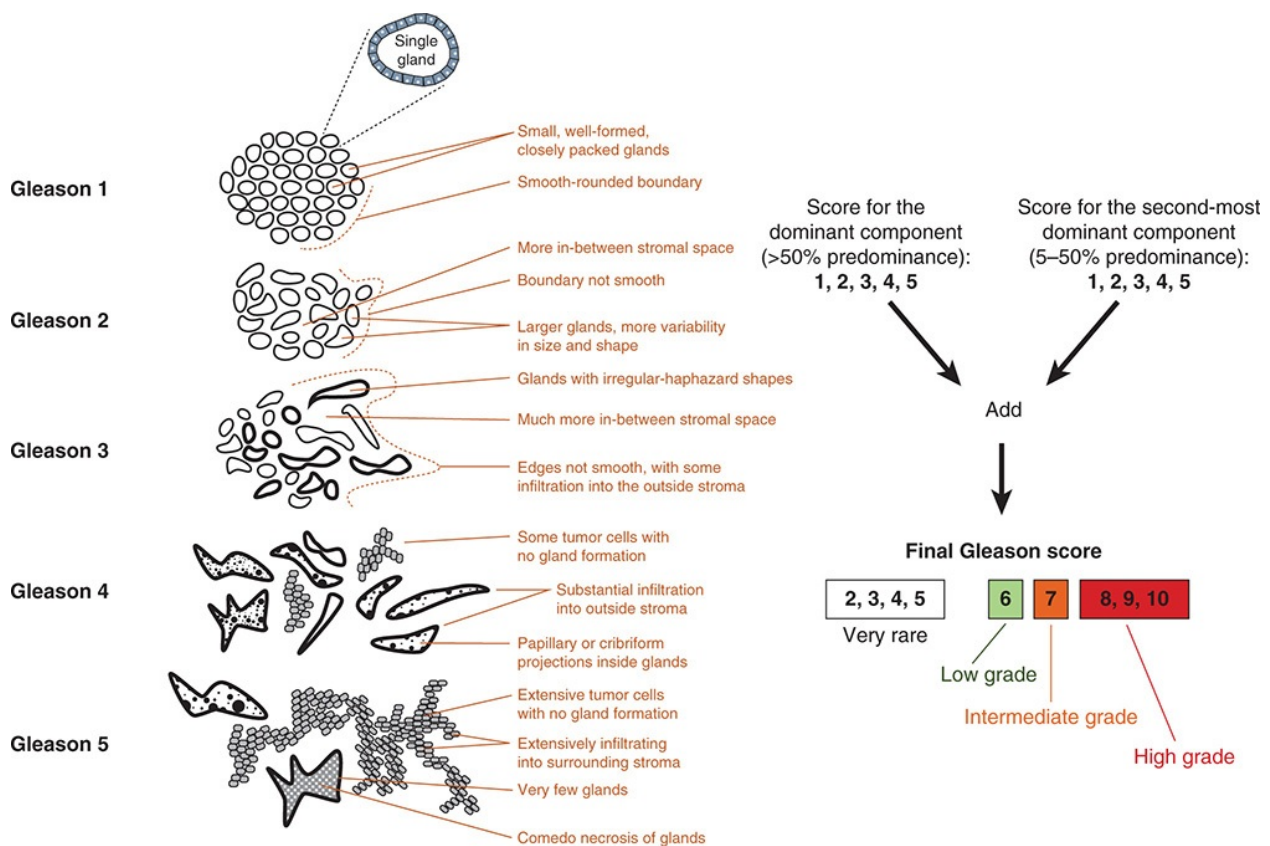 Single
gland
Gleason 1
Small, well-formed,
closely packed glands
Smooth-rounded boundary
Gleason 2
More in-between stromal space
Boundary not smooth
Larger glands, more variability
in size and shape
Gleason 3
Glands with irregular-haphazard shapes
Much more in-between stromal space
Edges not smooth, with some
infiltration into the outside stroma
Gleason 4
Some tumor cells with
no gland formation
Substantial infiltration
into outside stroma
Papillary or cribriform
projections inside glands
Gleason 5
Extensive tumor cells
with no gland formation
Extensively infiltrating
into surrounding stroma
Very few glands
Comedo necrosis of glands
Score for the
dominant component
(>50% predominance):
1, 2, 3, 4, 5
Score for the second-most
dominant component
(5–50% predominance):
1, 2, 3, 4, 5
Add
Final Gleason score
2, 3, 4, 5
Very rare
6
7
8, 9, 10
Low grade
Intermediate grade
High grade